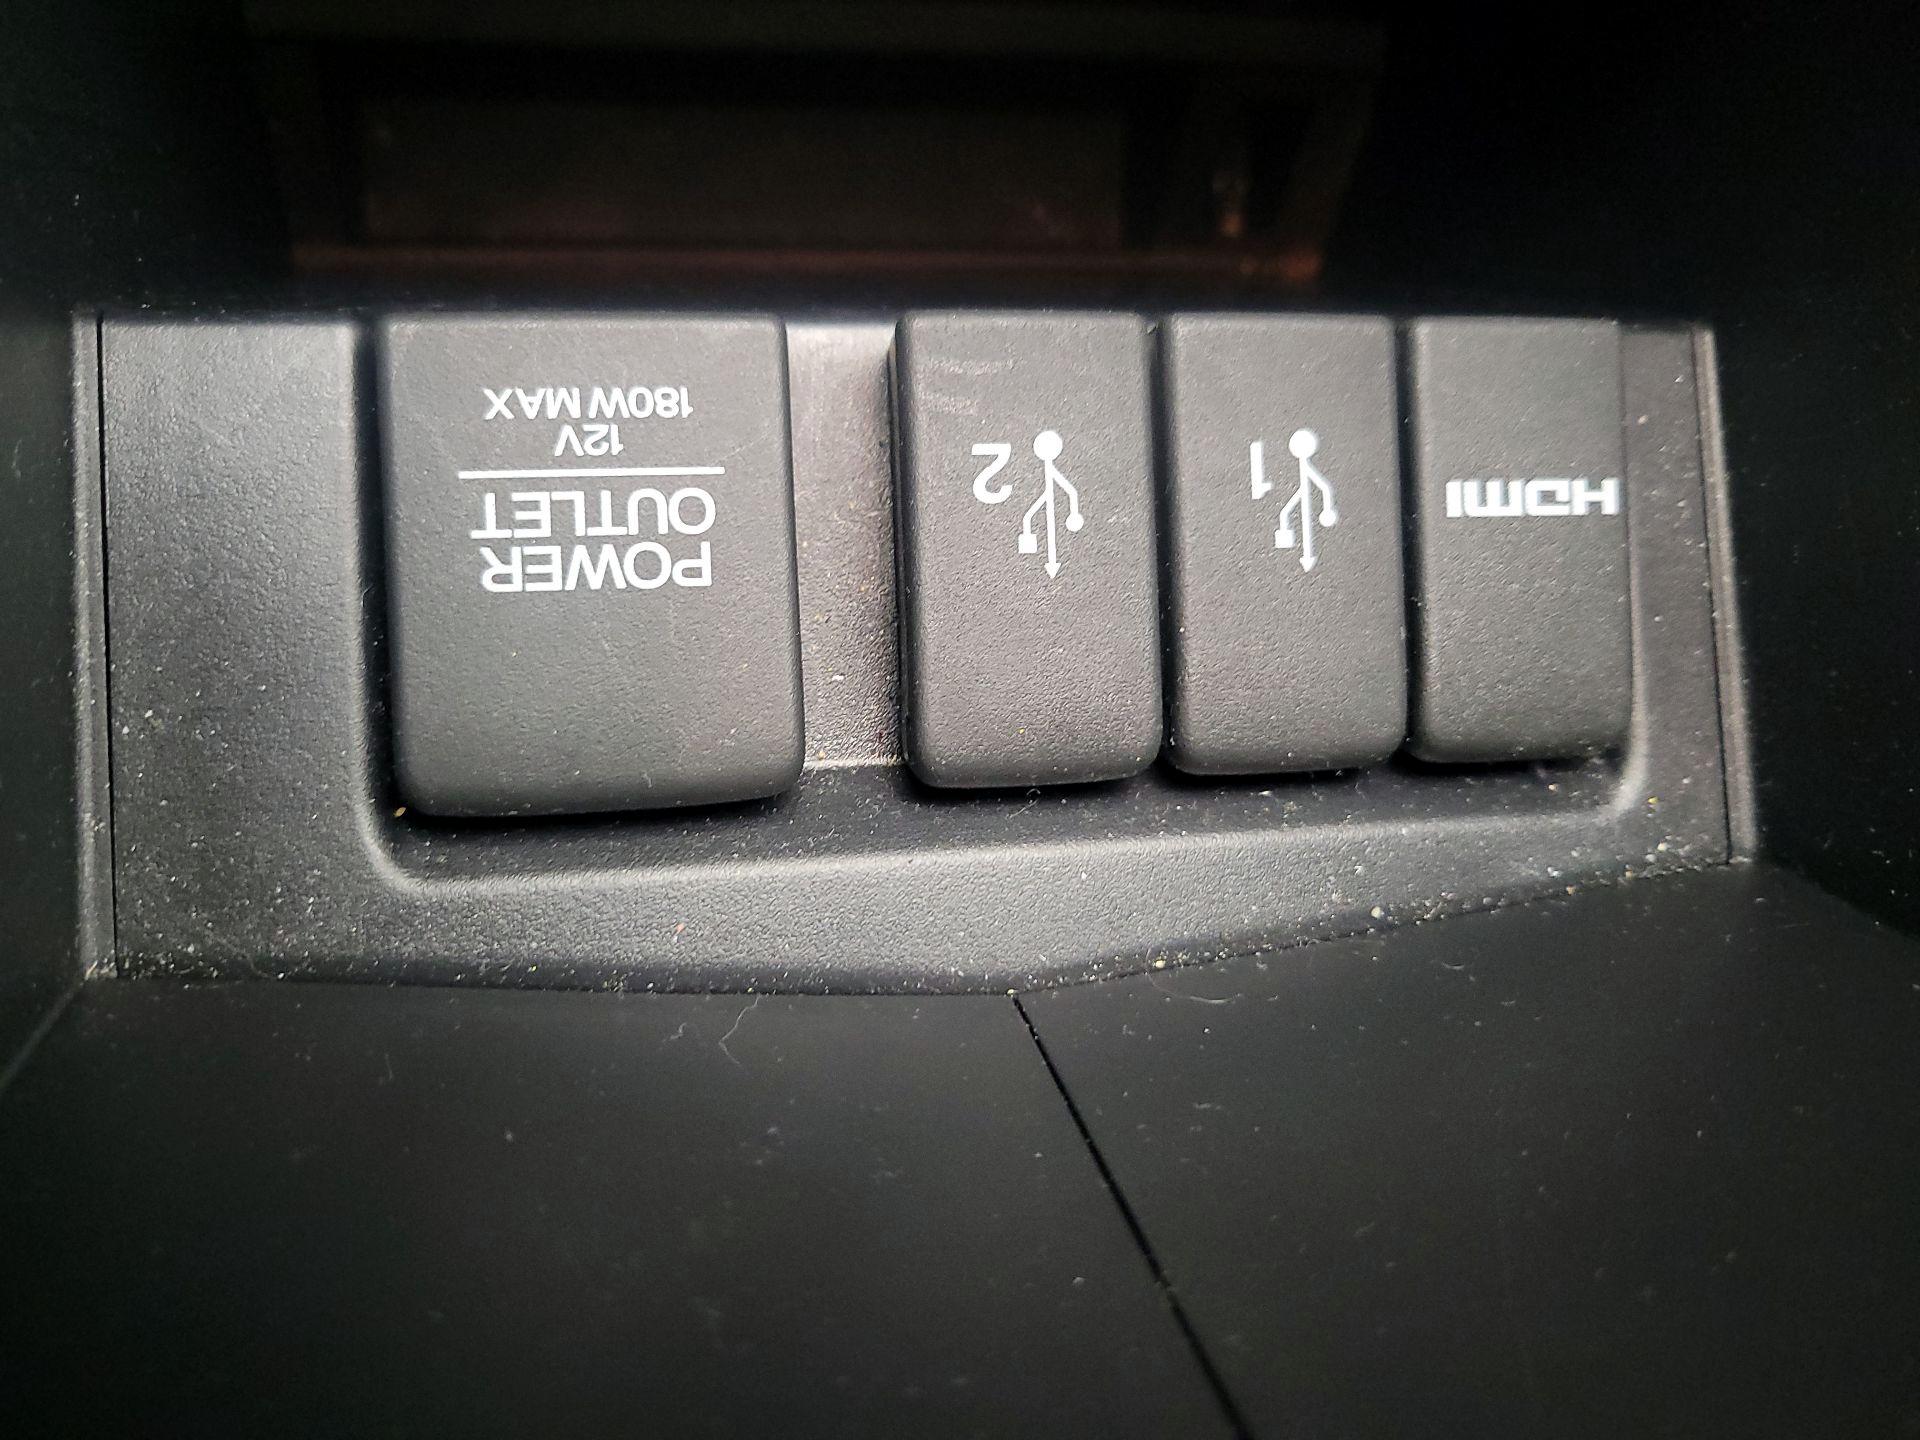 HDMI
1
2
POWER
OUTLET
12V
180W MAX